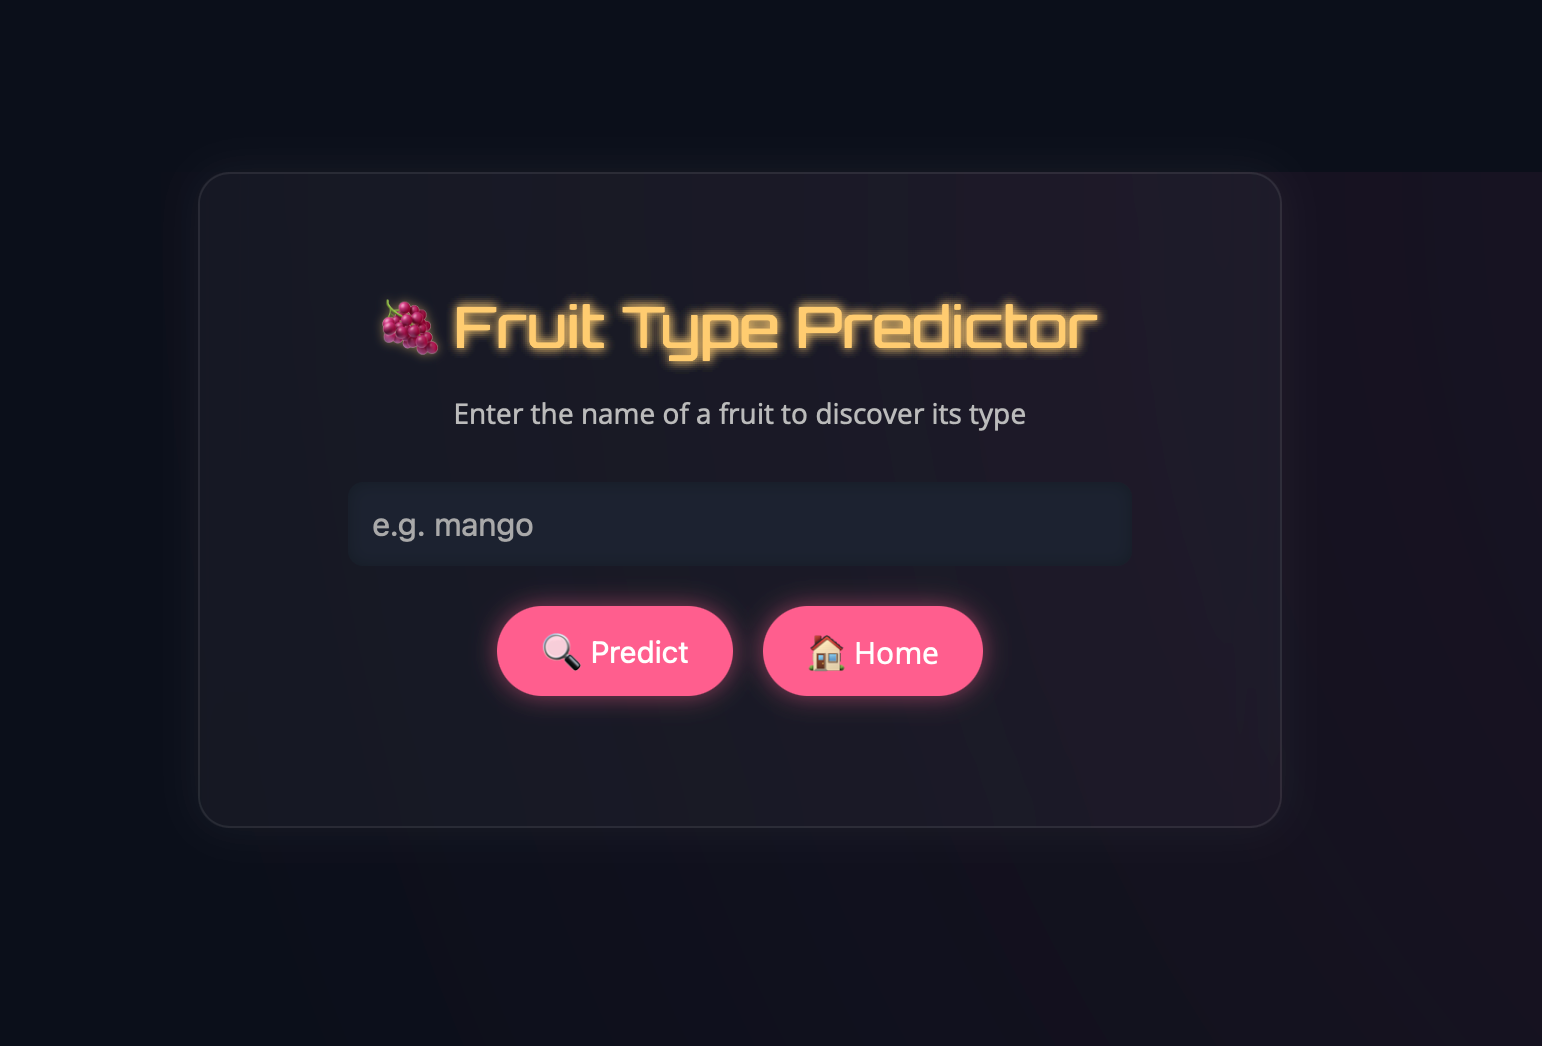 Fruit Type Predictor
Enter the name of a fruit to discover its type
e.g. mango
Predict
Home